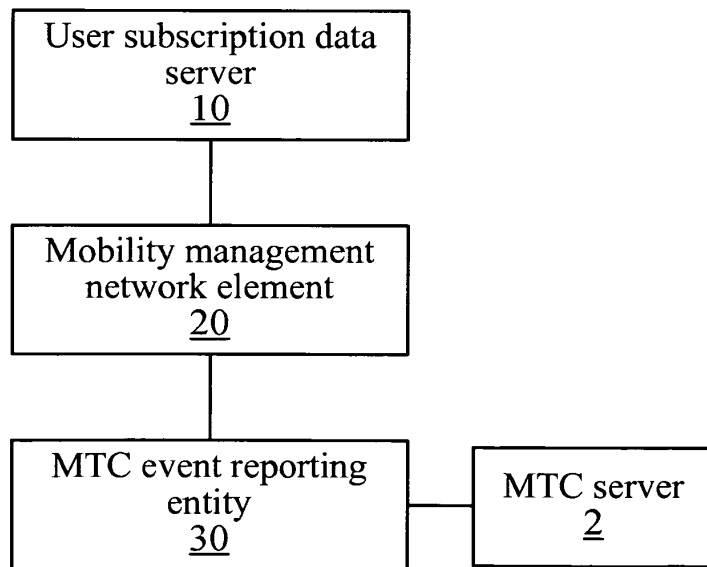 User subscription data
server
10
Mobility management
network element
20
MTC event reporting
entity
30
MTC server
2